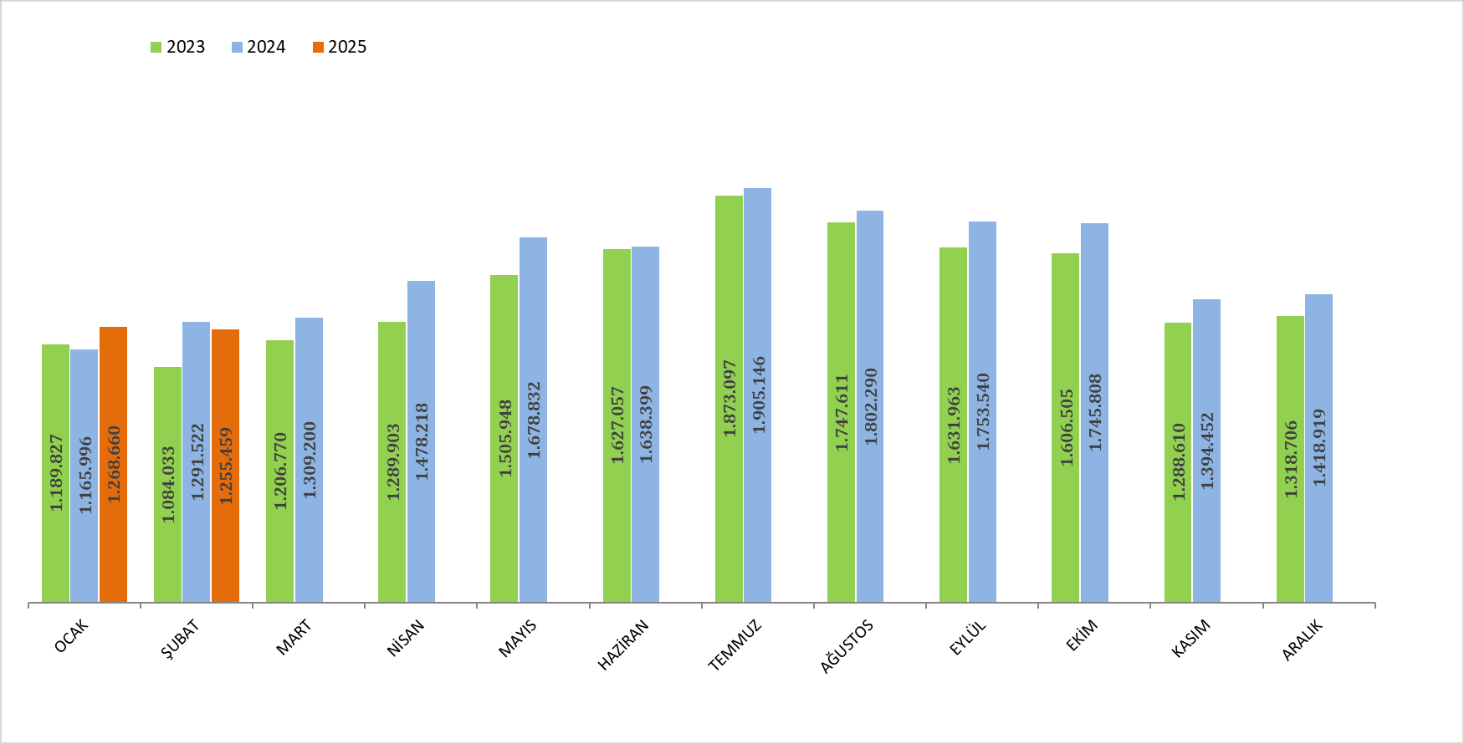 2023 2024 2025
1.189.827 1.165.996 1.268.660
1.084.033 1.291.522 1.255.459
1.206.770 1.309.200
1.289.903 1.478.218
1.505.948 1.678.832
1.627.057 1.638.399
1.873.097 1.905.146
1.747.611 1.802.290
1.631.963 1.753.540
1.606.505 1.745.808
1.288.610 1.394.452
1.318.706 1.418.919
OCAK ŞUBAT MART NİSAN MAYIS HAZİRAN TEMMUZ AĞUSTOS EYLÜL EKİM KASIM ARALIK